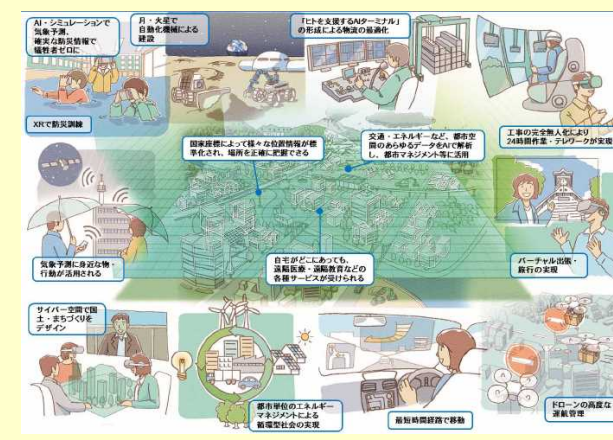 AI・シミュレーションで
気象予測、
確実な防災情報で
犠牲者ゼロに
月・火星で
自動化機械による
建設
「ヒトを支援するAIターミナル」
の形成による物流の最適化
XRで防災訓練
工事の完全無人化により
24時間作業・テレワークが実現
国家座標によって様々な位置情報が標
準化され、場所を正確に把握できる
交通・エネルギーなど、都市空
間のあらゆるデータをAIで解析
し、都市マネジメント等に活用
気象予測に身近な物・
行動が活用される
自宅がどこにあっても、
遠隔医療・遠隔教育などの
各種サービスが受けられる
バーチャル出張・
旅行の実現
サイバー空間で国
土・まちづくりを
デザイン
都市単位のエネルギー
マネジメントによる
循環型社会の実現
最短時間経路で移動
ドローンの高度な
運航管理